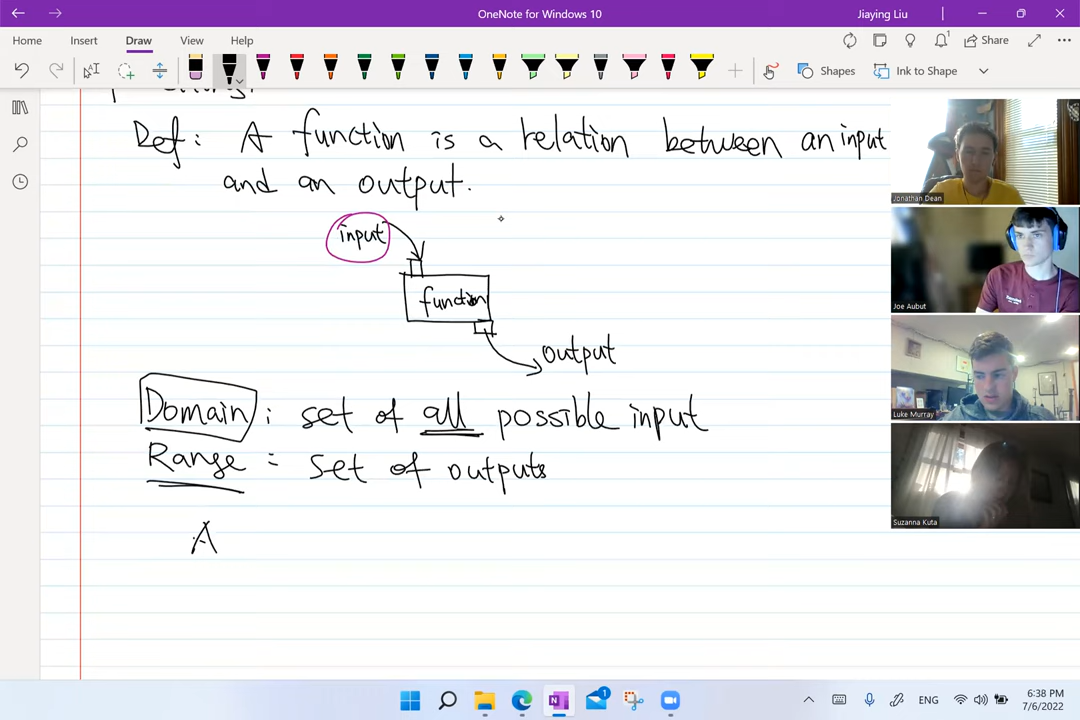 OneNote for Windows 10
Jiaying Liu
Home Insert Draw View Help
Share
Shapes
Ink to Shape
Def: A function is a relation between an input
and an output.
input
function
output
Domain: set of all possible input
Range: set of outputs
A
Jonathan Dean
Joe Aubut
Luke Murray
Suzanna Kuta
1
ENG
6:38 PM
7/6/2022